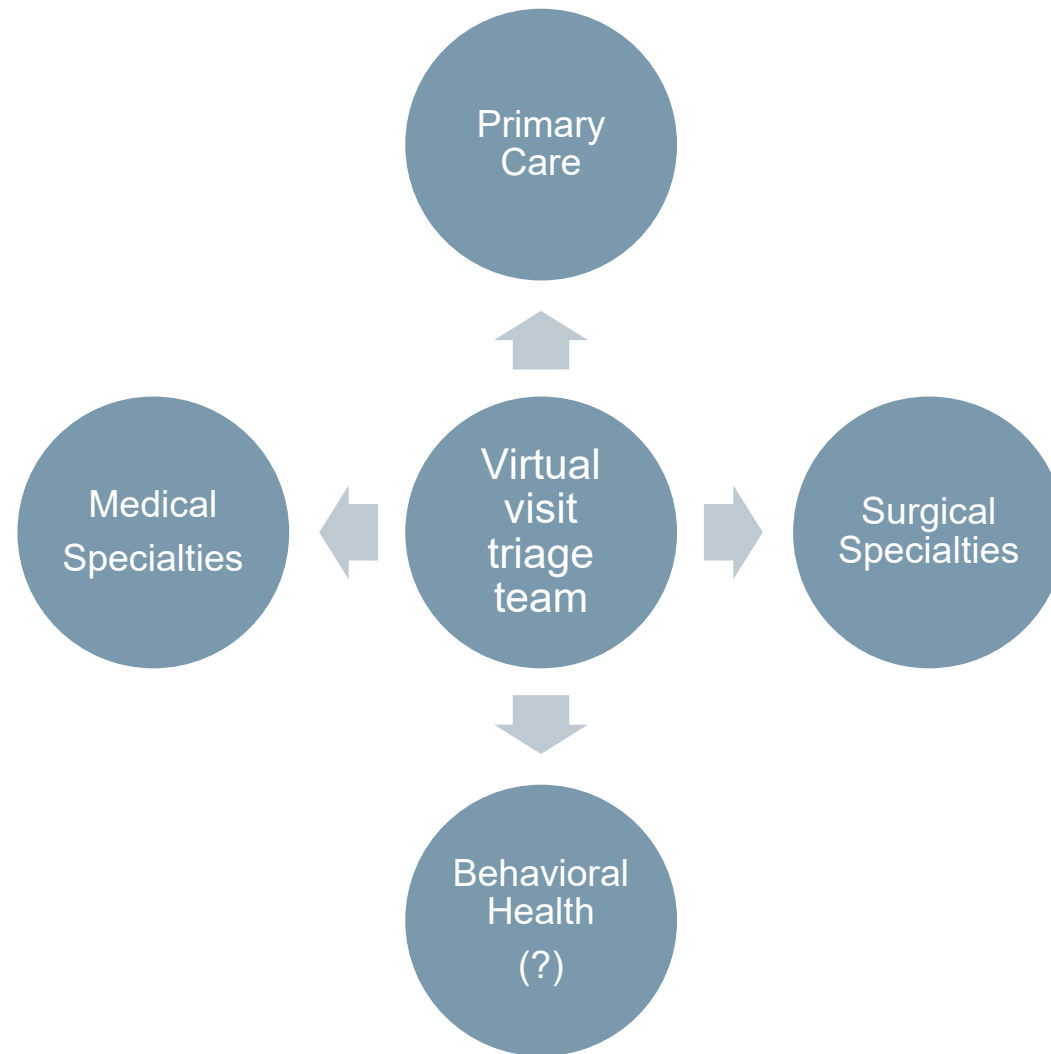 Primary
Care
Medical
Specialties
Virtual
visit
triage
team
Surgical
Specialties
Behavioral
Health
(?)